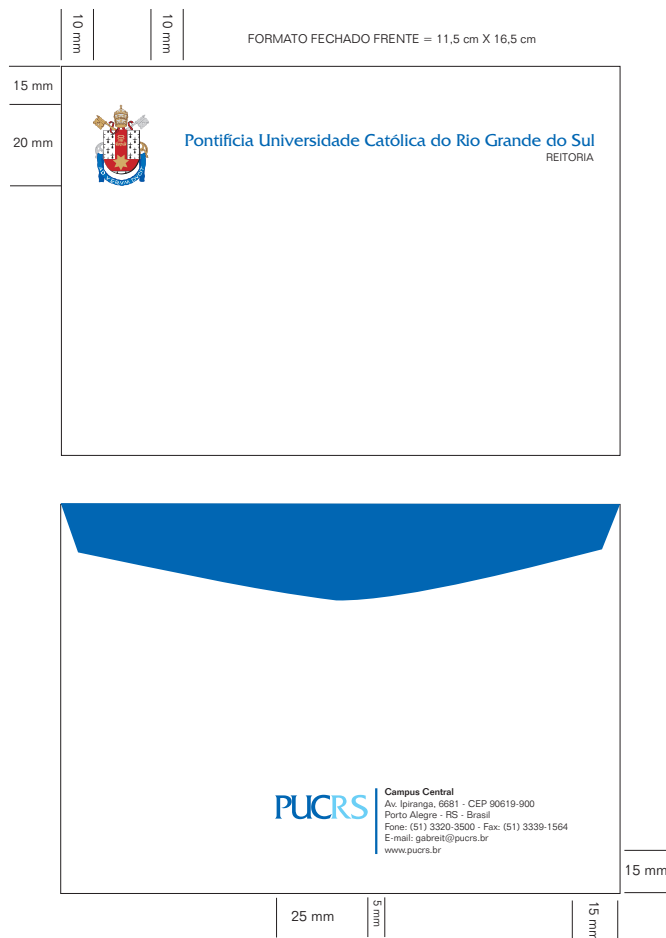 10 mm
10 mm
FORMATO FECHADO FRENTE = 11,5 cm X 16,5 cm
15 mm
20 mm
Pontifícia Universidade Católica do Rio Grande do Sul
REITORIA
PUCRS
Campus Central
Av. Ipiranga, 6681 - CEP 90619-900
Porto Alegre - RS - Brasil
Fone: (51) 3320-3500 - Fax: (51) 3339-1564
E-mail: gabreit@pucrs.br
www.pucrs.br
15 mm
25 mm
5 mm
15 mm